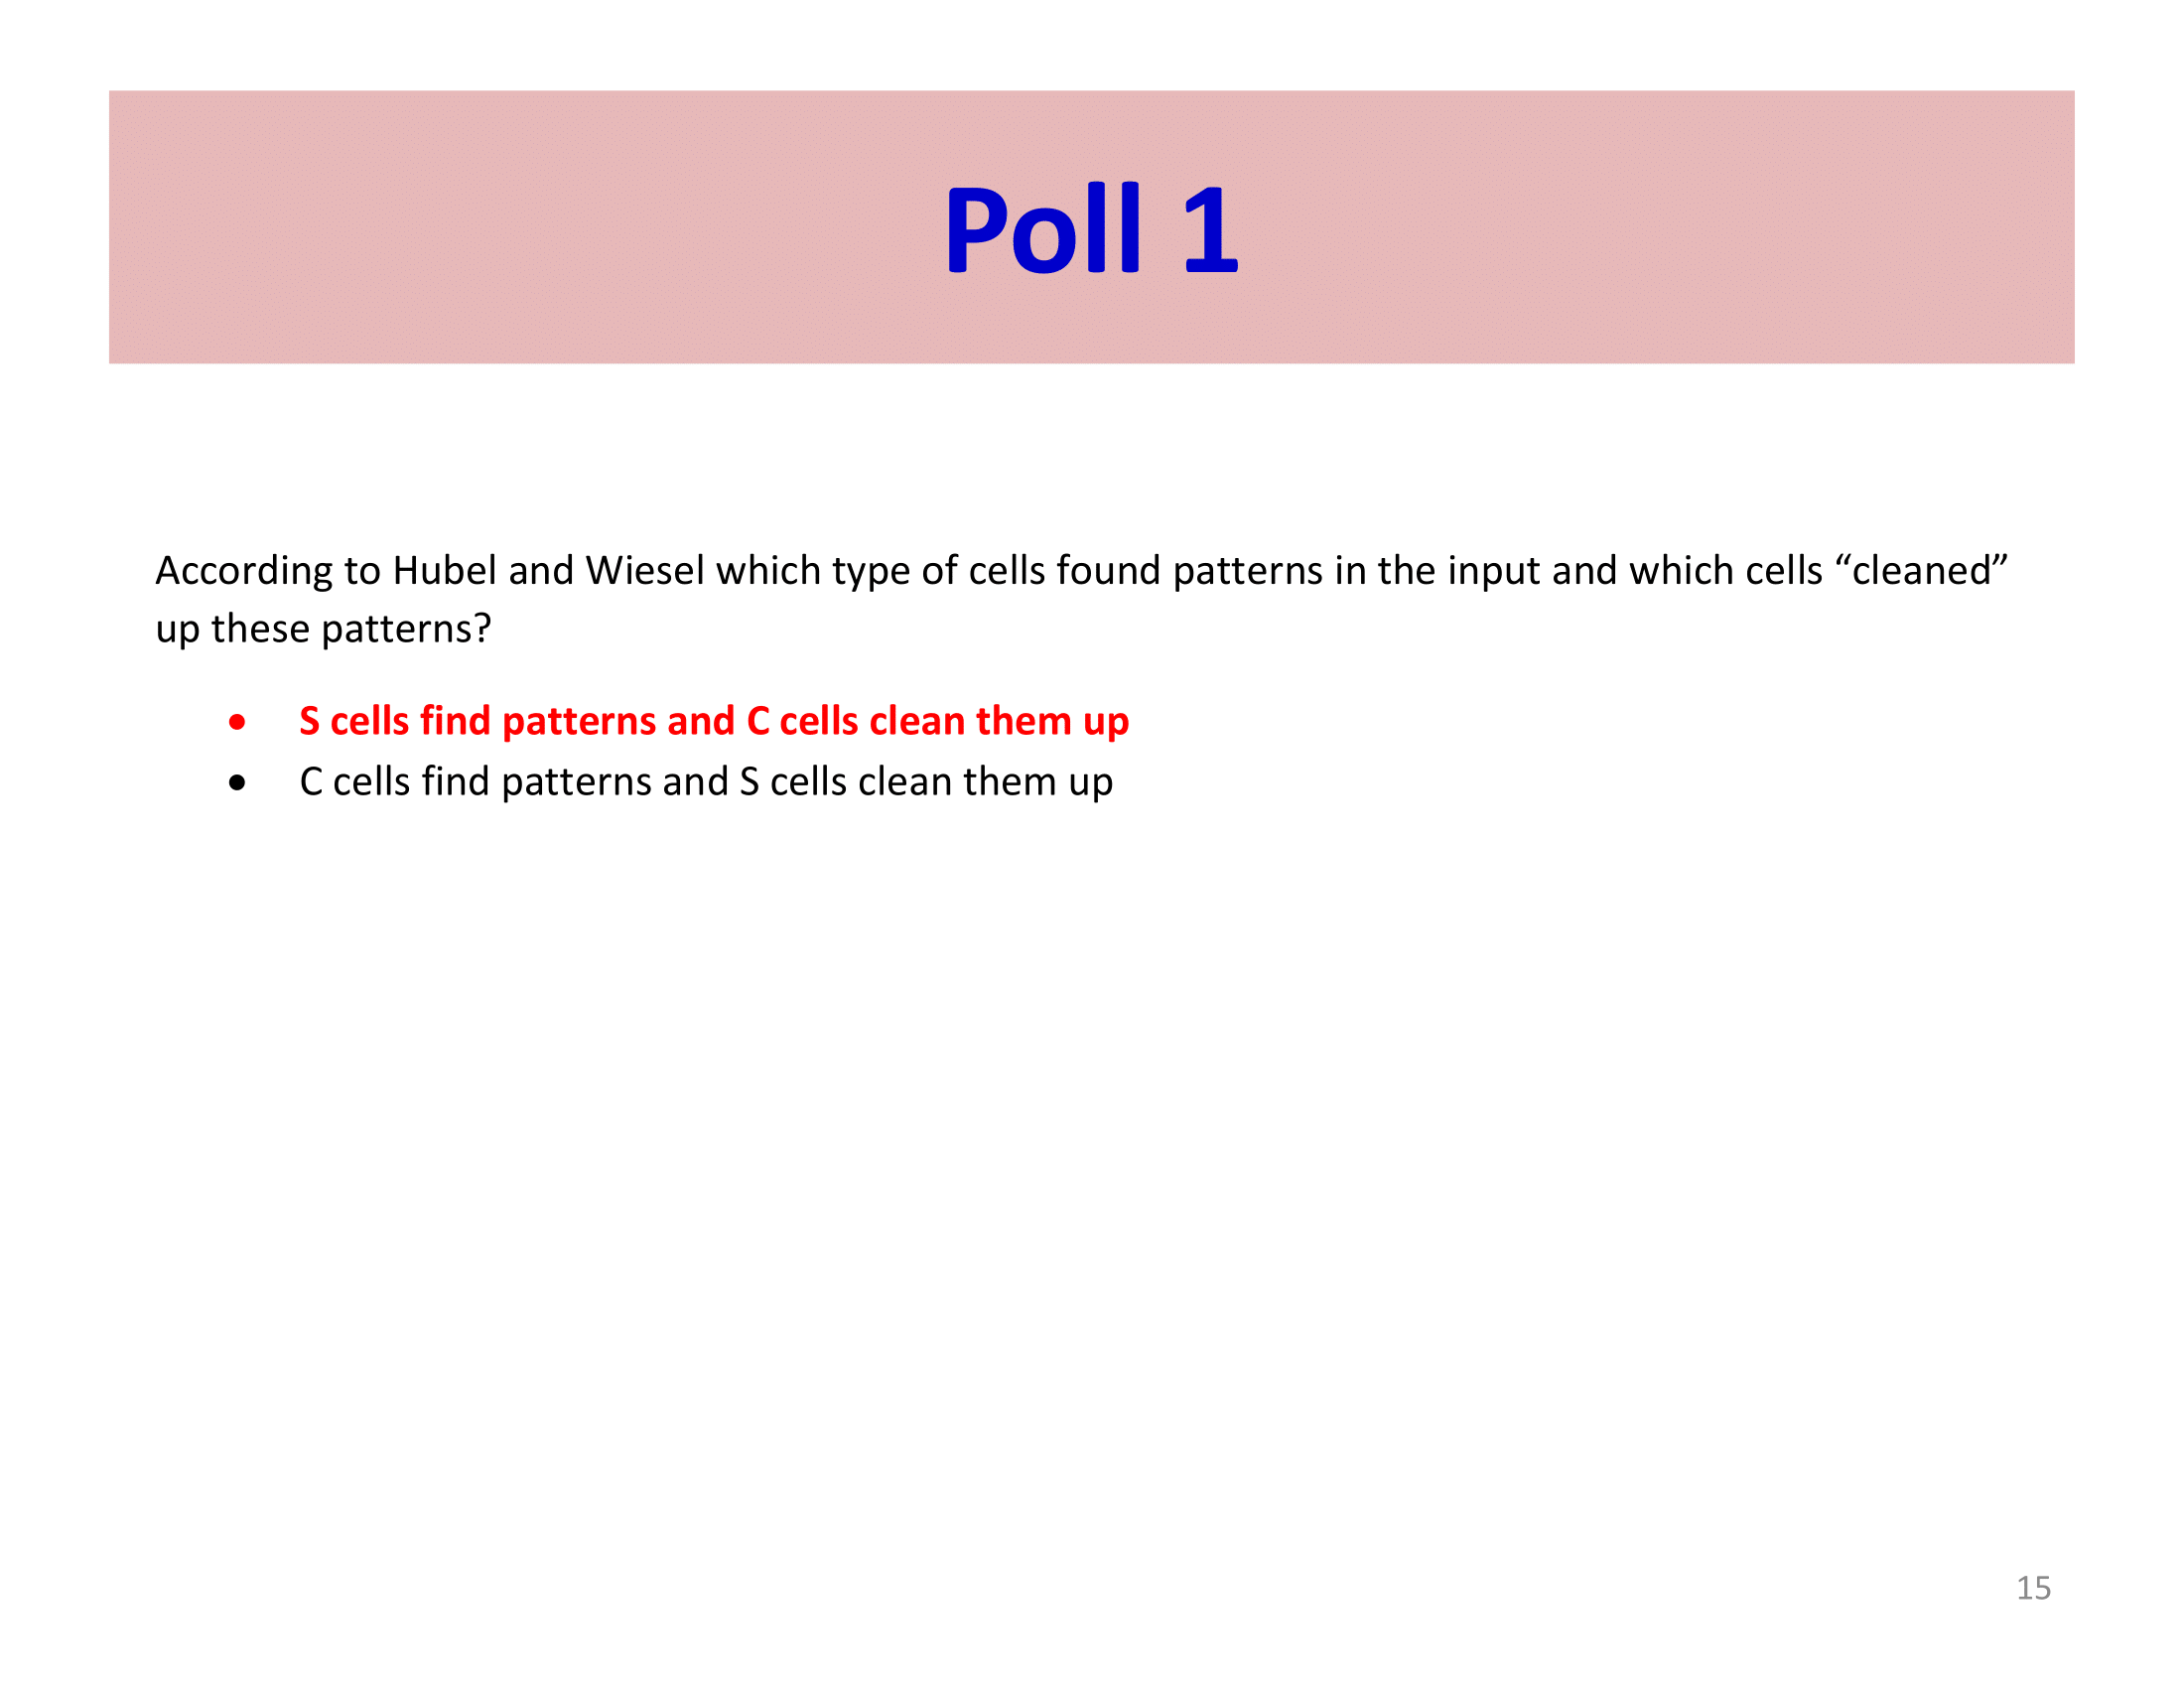 Poll 1
According to Hubel and Wiesel which type of cells found patterns in the input and which cells “cleaned”
up these patterns?
• S cells find patterns and C cells clean them up
• C cells find patterns and S cells clean them up
15